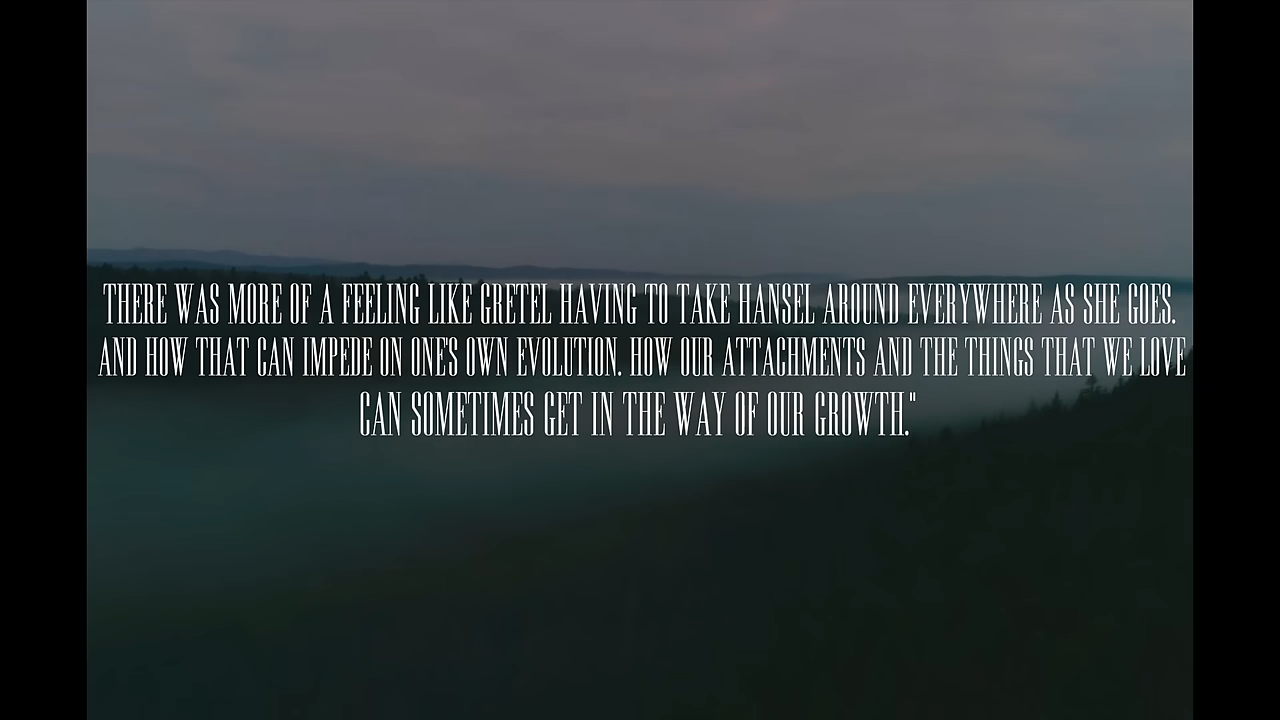 THERE WAS MORE OF A FEELING LIKE GRETEL HAVING TO TAKE HANSEL AROUND EVERYWHERE AS SHE GOES.
AND HOW THAT CAN IMPEDE ON ONE'S OWN EVOLUTION. HOW OUR ATTACHMENTS AND THE THINGS THAT WE LOVE
CAN SOMETIMES GET IN THE WAY OF OUR GROWTH."